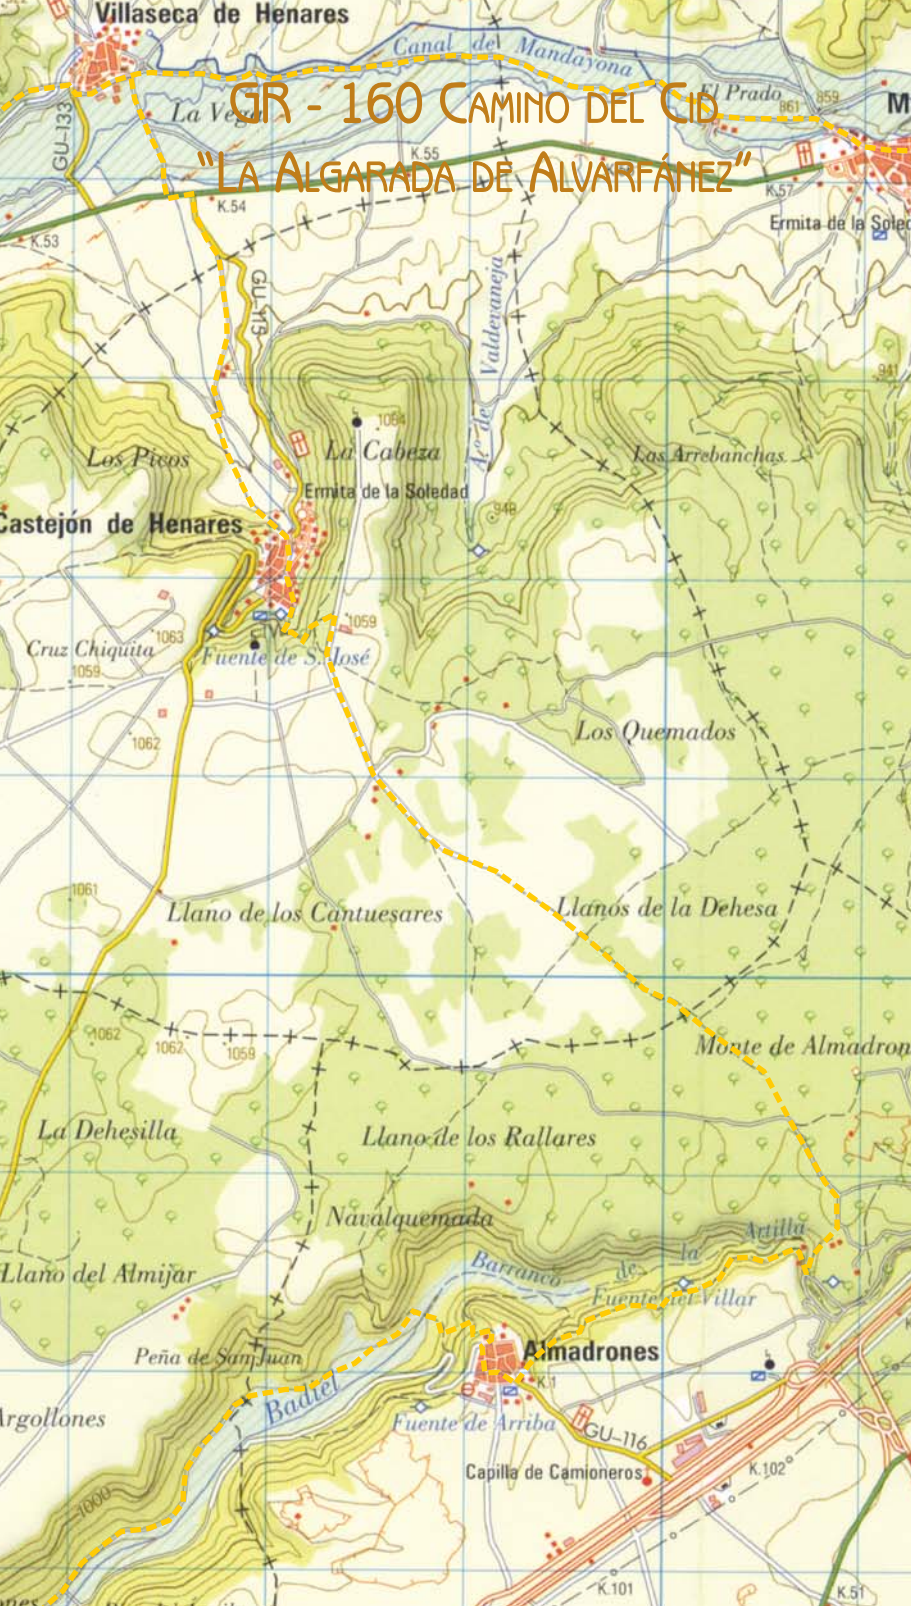 Villaseca de Henares
Canal de Mandayona
El Prado
861
859
M
GU-133
La Vega
GR - 160 Camino del Cid
K.55
"La Algarada de Alvarfáñez"
K.57
K.54
K.53
Ermita de la Soled
GU-115
Aº. de Valdevaneja
941
1064
Los Picos
La Cabeza
Las Arrebanchas
Ermita de la Soledad
948
Castejón de Henares
1059
1063
Cruz Chiquita
Fuente de S. José
1059
Los Quemados
1062
1061
Llano de los Cantuesares
Llanos de la Dehesa
1062
1062
1059
Monte de Almadron
La Dehesilla
Llano de los Rallares
Navalquemada
Artilla
Barranco de la
Llano del Almijar
Fuente del Villar
Peña de San Juan
Almadrones
K.1
Badiel
Argollones
Fuente de Arriba
GU-116
Capilla de Camioneros
K.102
1000
K.101
K.51